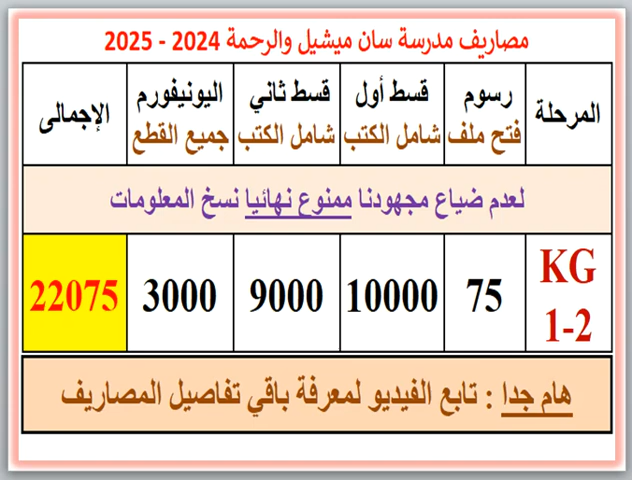 مصاريف مدرسة سان ميشيل والرحمة 2024 - 2025
المرحلة
رسوم فتح ملف
قسط أول شامل الكتب
قسط ثاني شامل الكتب
اليونيفورم جميع القطع
الإجمالى
لعدم ضياع مجهودنا ممنوع نهائيا نسخ المعلومات
KG 1-2
75
10000
9000
3000
22075
هام جدا : تابع الفيديو لمعرفة باقي تفاصيل المصاريف